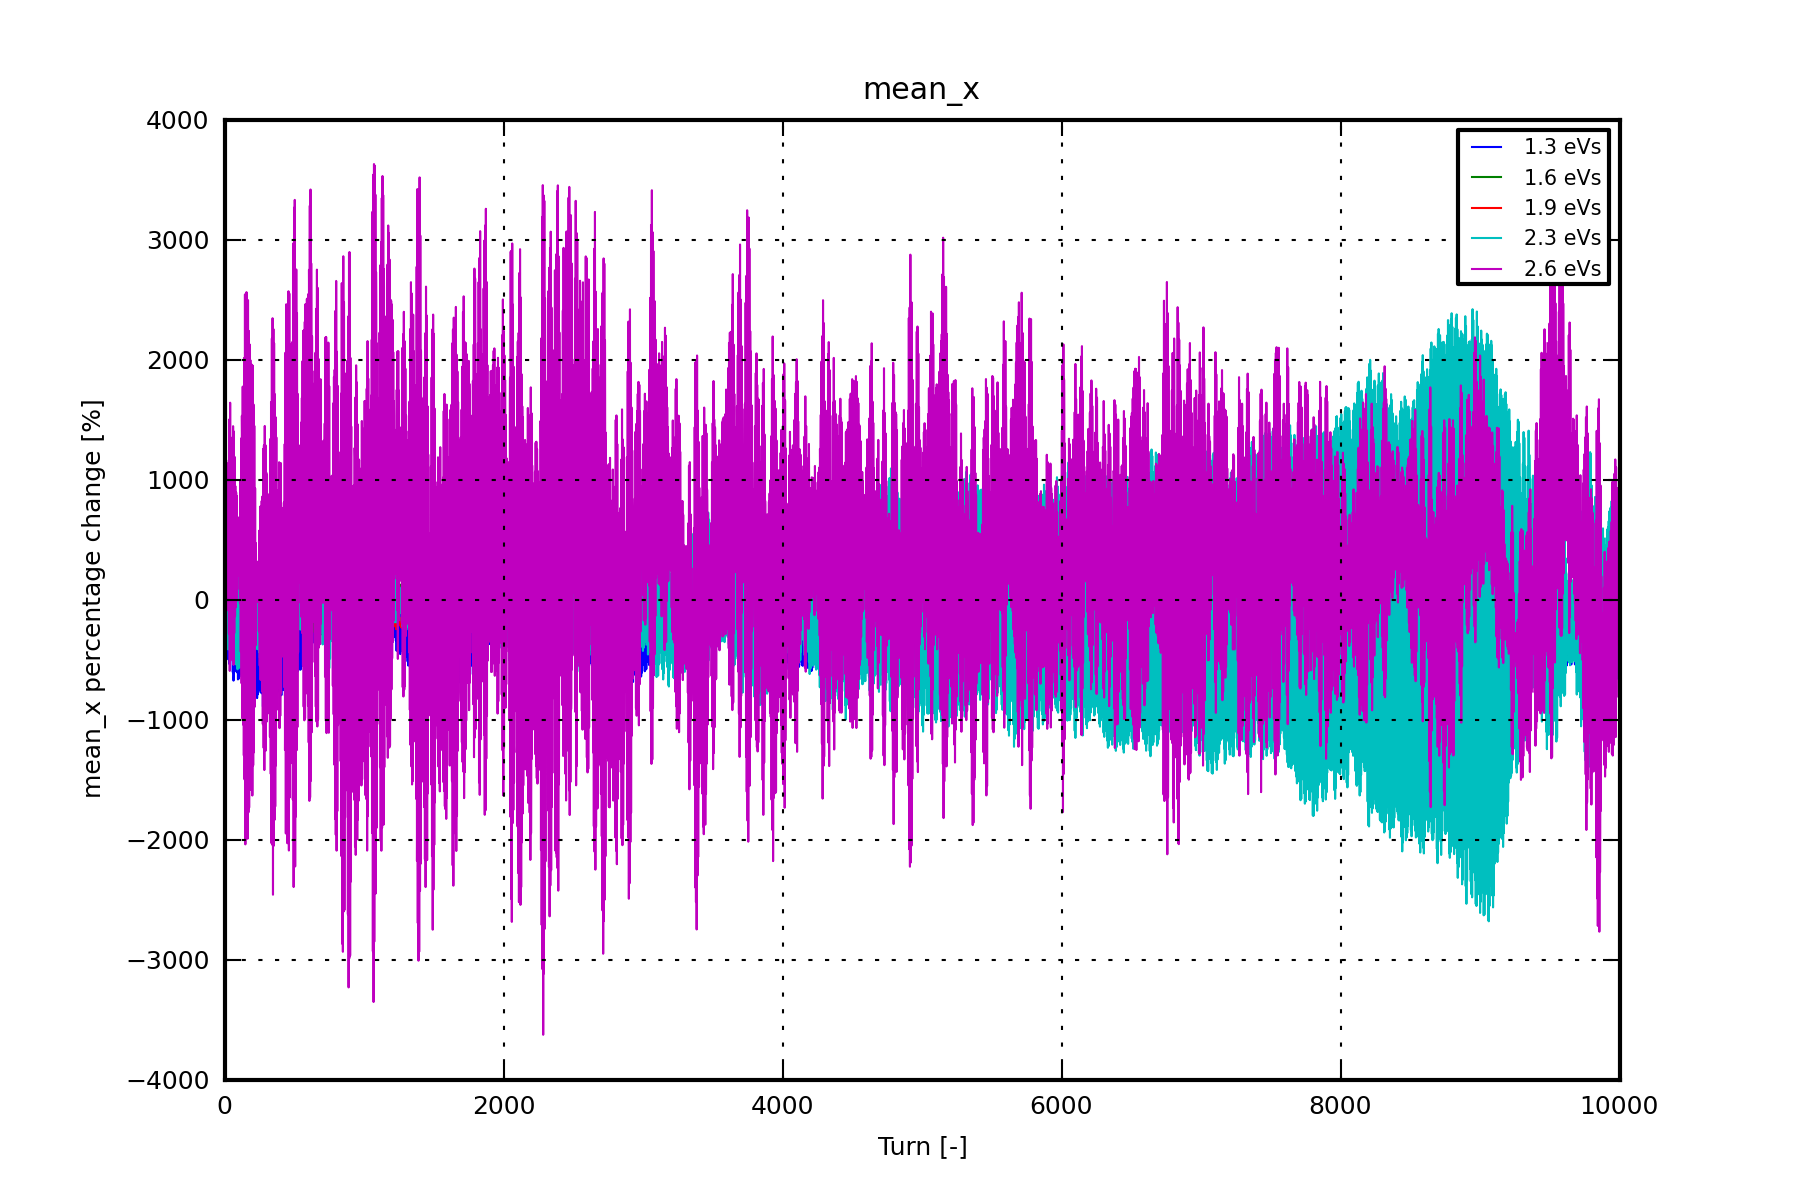 mean_x
mean_x percentage change [%]
4000
3000
2000
1000
0
−1000
−2000
−3000
−4000
1.3 eVs
1.6 eVs
1.9 eVs
2.3 eVs
2.6 eVs
0 2000 4000 6000 8000 10000
Turn [-]